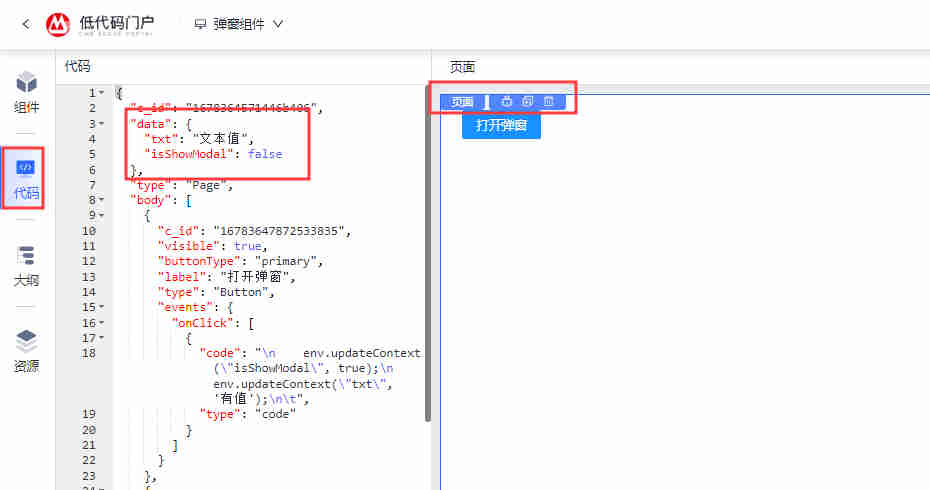 低代码门户
弹窗组件
代码
页面
组件
代码
大纲
资源
1 {
2 "c_id": "1678364571446b406",
3 "data": {
4 "txt": "文本值",
5 "isShowModal": false
6 },
7 "type": "Page",
8 "body": [
9 {
10 "c_id": "16783647872533835",
11 "visible": true,
12 "buttonType": "primary",
13 "label": "打开弹窗",
14 "type": "Button",
15 "events": {
16 "onClick": [
17 {
18 "code": "\n env.updateContext
(\"isShowModal\", true);\n
env.updateContext(\"txt\",
'有值');\n\t",
19 "type": "code"
20 }
21 ]
22 }
23 },
24 {
页面
打开弹窗